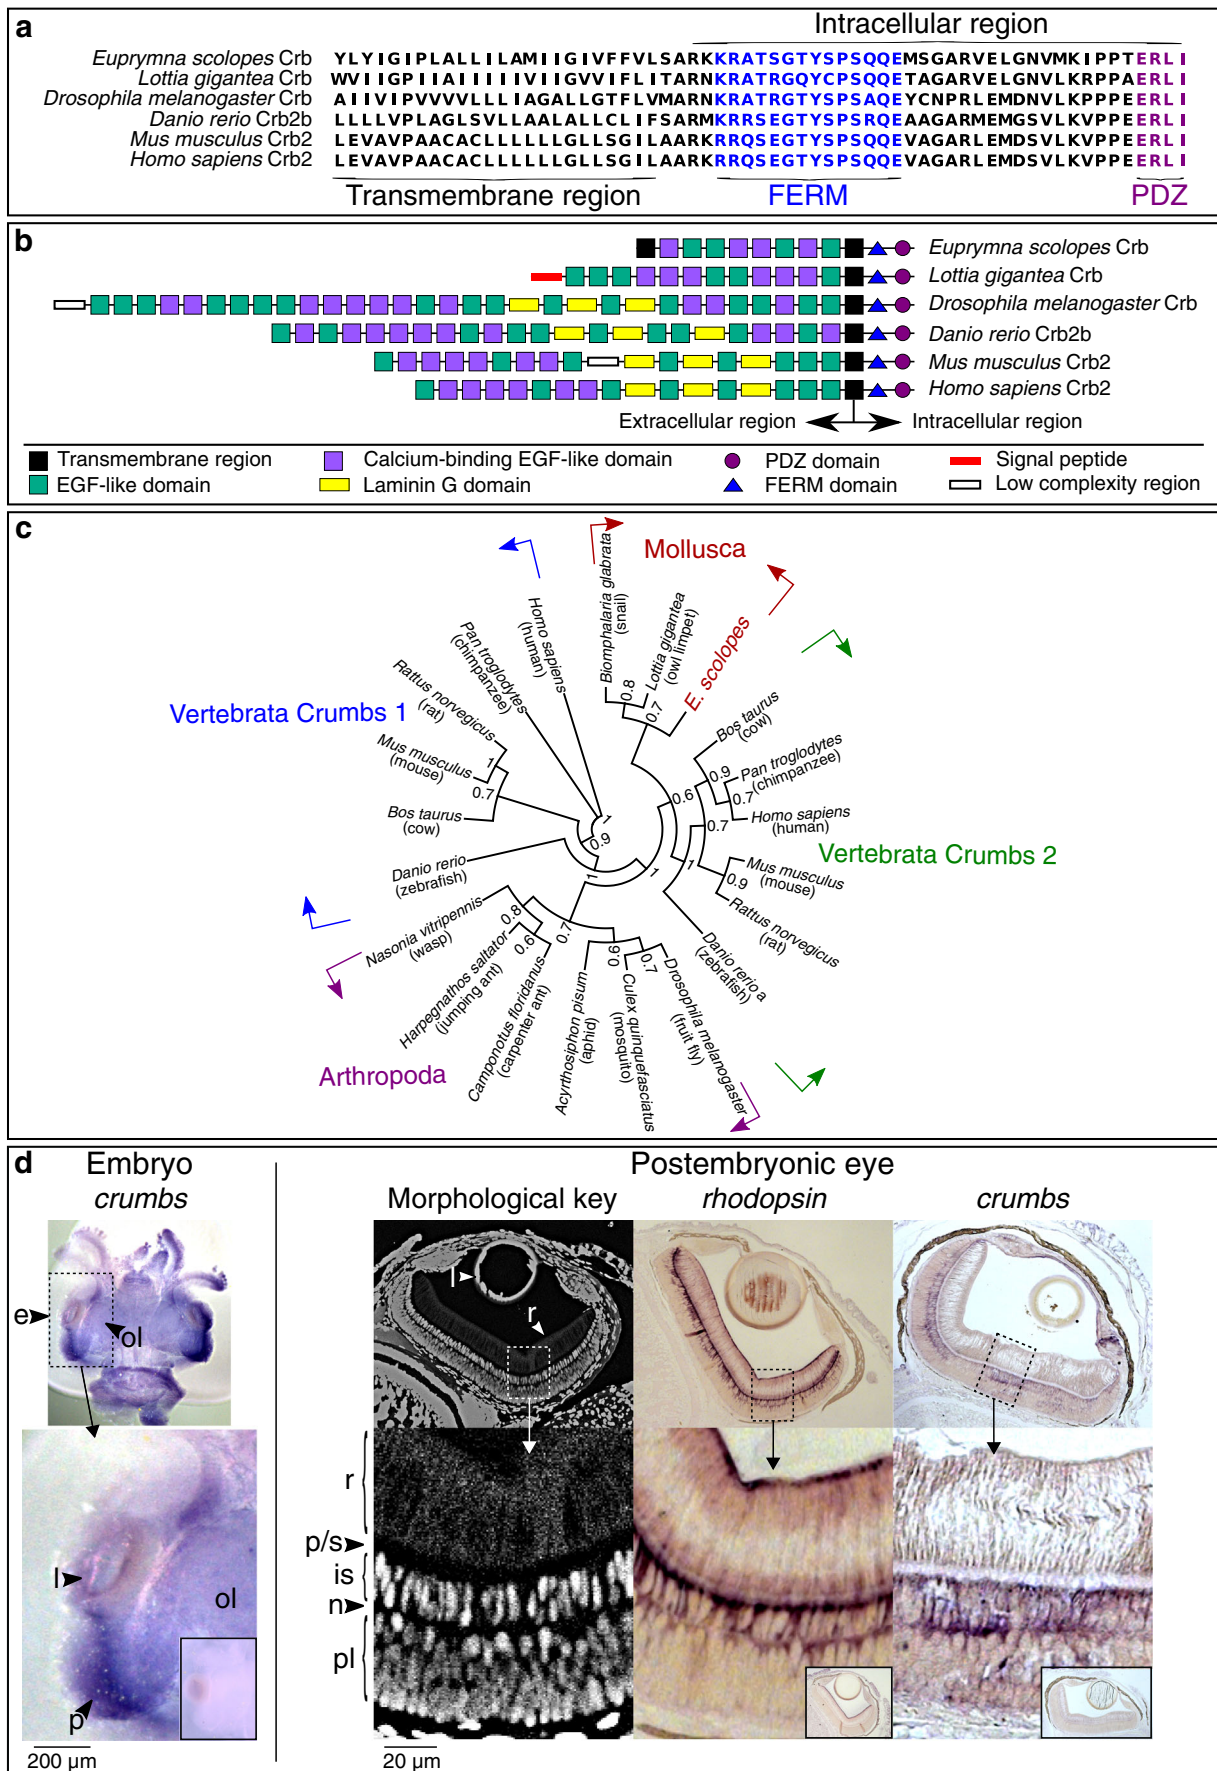 a
Intracellular region
Euprymna scolopes Crb YLYIGIPLALLILAMIIGIVFFVLSARKKRATSGTYSPSQQEMSGARVELGNVMKIPPTERLI
Lottia gigantea Crb WVIIGPIIAIIIIIVIIGVVIFLITARNKRATRGQYCPSQQEMSGARVELGNVLKRPPAERLI
Drosophila melanogaster Crb AIIVIPVVVVLLLIAGALLGTFLVMARNKRATRGTYSPSAQEYCNPRLEMDNVLKPPPEERLI
Danio rerio Crb2b LLLLVPLAGLSVLLAALALLCLIFSARMKRRSEGTYSPSRQEAAGARMEMGSVLKVPPEERLI
Mus musculus Crb2 LEVAVPAACACLLLLLLGLLSGILAARKRRQSEGTYSPSQQEVAGARLEMDSVLKVPPEERLI
Homo sapiens Crb2 LEVAVPAACACLLLLLLGLLSGILAARKRRQSEGTYSPSQQEVAGARLEMDSVLKVPPEERLI
Transmembrane region FERM PDZ
b
Euprymna scolopes Crb
Lottia gigantea Crb
Drosophila melanogaster Crb
Danio rerio Crb2b
Mus musculus Crb2
Homo sapiens Crb2
Extracellular region Intracellular region
Transmembrane region Calcium-binding EGF-like domain PDZ domain Signal peptide
EGF-like domain Laminin G domain FERM domain Low complexity region
c
Mollusca
Biomphalaria glabrata
(snail)
Lottia gigantea
(owl limpet)
E. scolopes
Vertebrata Crumbs 1
Homo sapiens
(human)
Pan troglodytes
(chimpanzee)
Rattus norvegicus
(rat)
Mus musculus
(mouse)
Bos taurus
(cow)
Danio rerio
(zebrafish)
Vertebrata Crumbs 2
Bos taurus
(cow)
Pan troglodytes
(chimpanzee)
Homo sapiens
(human)
Mus musculus
(mouse)
Rattus norvegicus
(rat)
Danio rerio a
(zebrafish)
Arthropoda
Nasonia vitripennis
(wasp)
Harpegnathos saltator
(jumping ant)
Camponotus floridanus
(carpenter ant)
Acyrthosiphon pisum
(aphid)
Culex quinquefasciatus
(mosquito)
Drosophila melanogaster
(fruit fly)
0.8
0.7
0.6
0.9
0.7
0.7
0.9
1
1
1
0.7
1
0.9
1
0.8
0.6
0.7
0.6
0.7
d
Embryo
crumbs
Postembryonic eye
Morphological key rhodopsin crumbs
e
ol
l
r
l
ol
p
r
p/s
is
n
pl
200 µm
20 µm